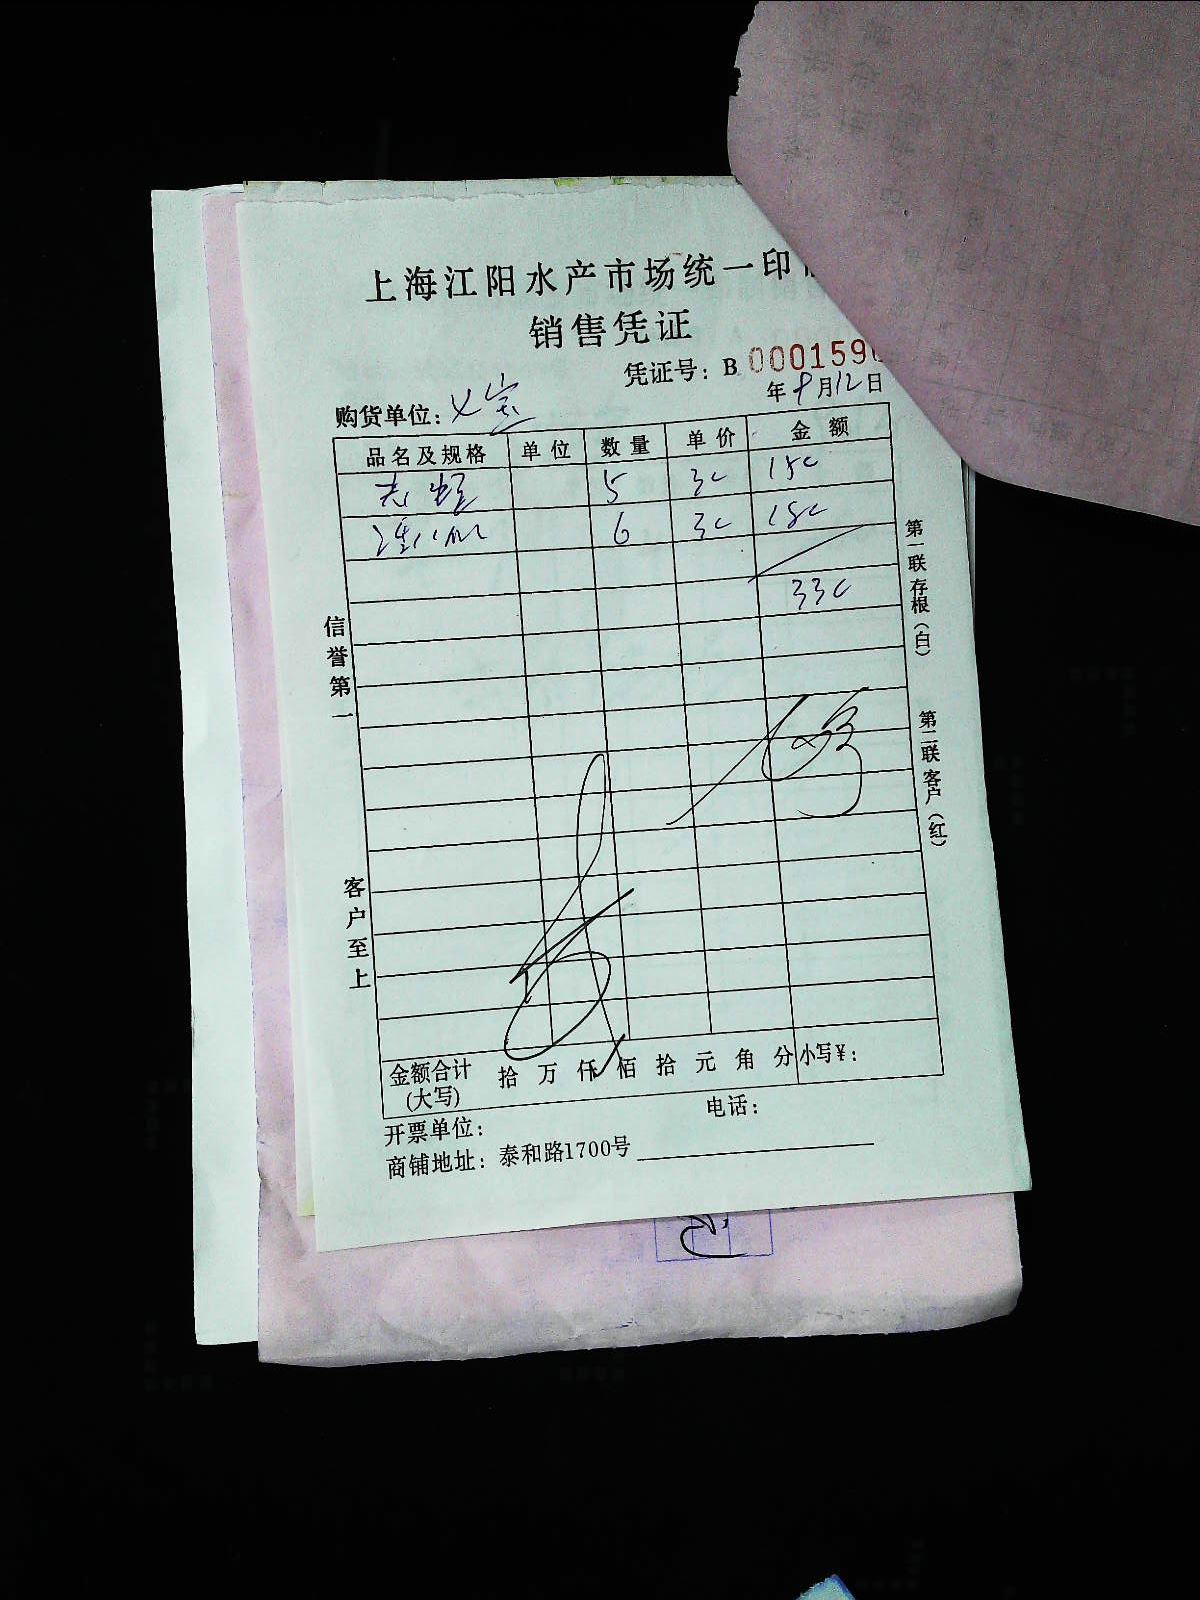 上海江阳水产市场统一印
销售凭证
凭证号：B 000159
年 9月12日
购货单位：
品名及规格 单位 数量 单价 金额
5 30 150
6 30 180
330
信誉第一
客户至上
第一联存根（白）
第二联客户（红）
金额合计(大写) 拾 万 仟 佰 拾 元 角 分 小写¥：
开票单位： 电话：
商铺地址：泰和路1700号